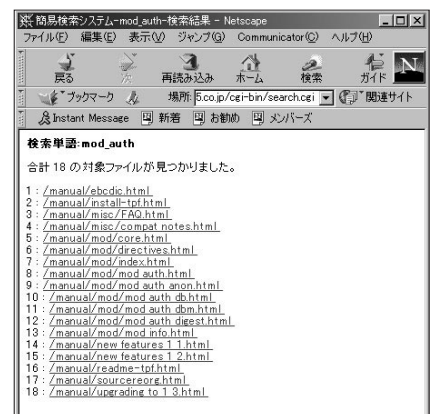 簡易検索システム-mod_auth-検索結果 - Netscape
ファイル(F) 編集(E) 表示(V) ジャンプ(G) Communicator(C) ヘルプ(H)
戻る 次へ 再読み込み ホーム 検索 ガイド N
ブックマーク 場所: 5.co.jp/cgi-bin/search.cgi 関連サイト
Instant Message 新着 お勧め メンバーズ
検索単語:mod_auth
合計 18 の対象ファイルが見つかりました。
1 : /manual/ebcdic.html
2 : /manual/install-tpf.html
3 : /manual/misc/FAQ.html
4 : /manual/misc/compat_notes.html
5 : /manual/mod/core.html
6 : /manual/mod/directives.html
7 : /manual/mod/index.html
8 : /manual/mod/mod_auth.html
9 : /manual/mod/mod_auth_anon.html
10 : /manual/mod/mod_auth_db.html
11 : /manual/mod/mod_auth_dbm.html
12 : /manual/mod/mod_auth_digest.html
13 : /manual/mod/mod_info.html
14 : /manual/new_features_1_1.html
15 : /manual/new_features_1_2.html
16 : /manual/readme-tpf.html
17 : /manual/sourcereorg.html
18 : /manual/upgrading_to_1_3.html